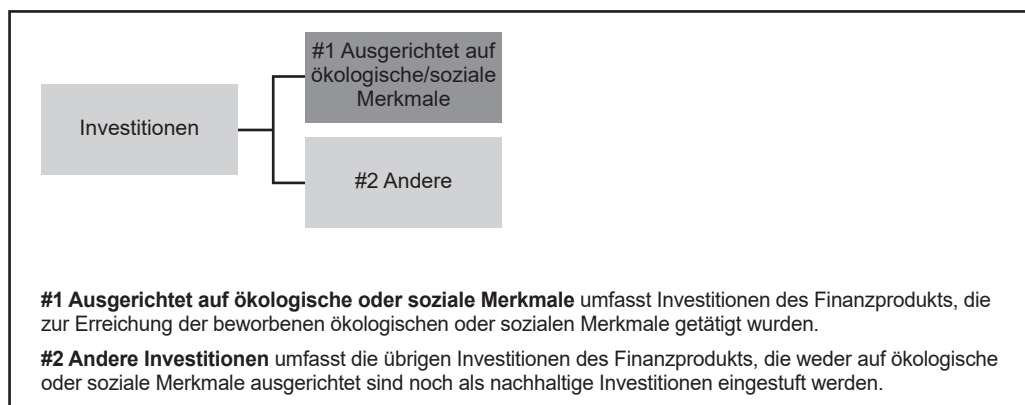 #1 Ausgerichtet auf
ökologische/soziale
Merkmale
Investitionen
#2 Andere
#1 Ausgerichtet auf ökologische oder soziale Merkmale umfasst Investitionen des Finanzprodukts, die
zur Erreichung der beworbenen ökologischen oder sozialen Merkmale getätigt wurden.
#2 Andere Investitionen umfasst die übrigen Investitionen des Finanzprodukts, die weder auf ökologische
oder soziale Merkmale ausgerichtet sind noch als nachhaltige Investitionen eingestuft werden.